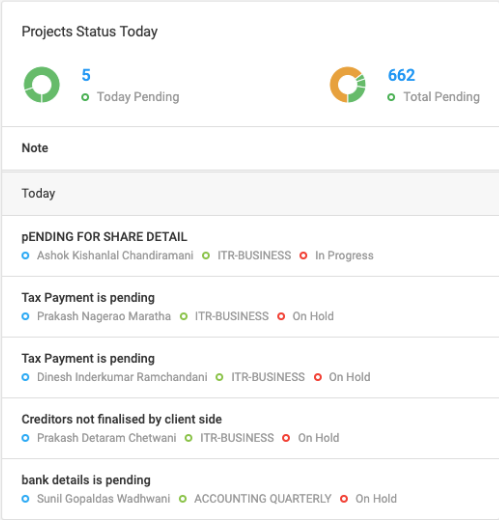 Projects Status Today
5
Today Pending
662
Total Pending
Note
Today
pENDING FOR SHARE DETAIL
Ashok Kishanlal Chandiramani ITR-BUSINESS In Progress
Tax Payment is pending
Prakash Nagerao Maratha ITR-BUSINESS On Hold
Tax Payment is pending
Dinesh Inderkumar Ramchandani ITR-BUSINESS On Hold
Creditors not finalised by client side
Prakash Detaram Chetwani ITR-BUSINESS On Hold
bank details is pending
Sunil Gopaldas Wadhwani ACCOUNTING QUARTERLY On Hold